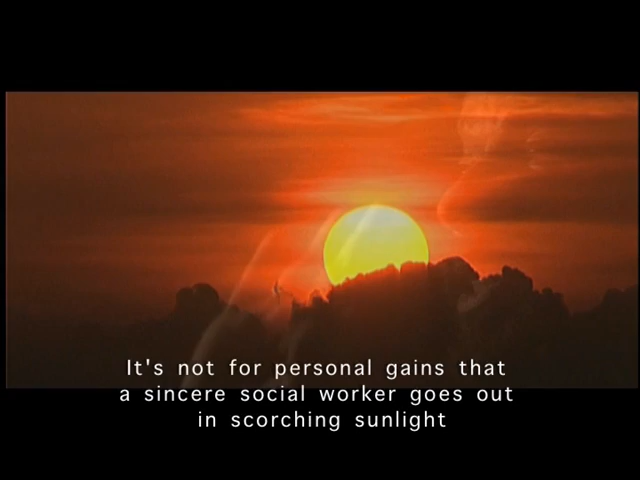 It's not for personal gains that
a sincere social worker goes out
in scorching sunlight